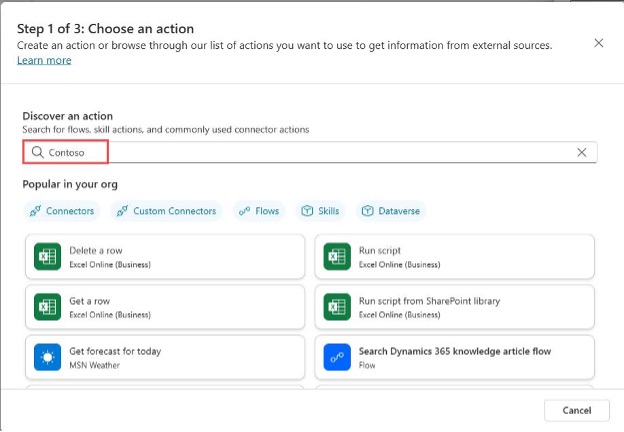 Step 1 of 3: Choose an action
Create an action or browse through our list of actions you want to use to get information from external sources.
Learn more
Discover an action
Search for flows, skill actions, and commonly used connector actions
Contoso
Popular in your org
Connectors Custom Connectors Flows Skills Dataverse
Delete a row
Excel Online (Business)
Run script
Excel Online (Business)
Get a row
Excel Online (Business)
Run script from SharePoint library
Excel Online (Business)
Get forecast for today
MSN Weather
Search Dynamics 365 knowledge article flow
Flow
Cancel